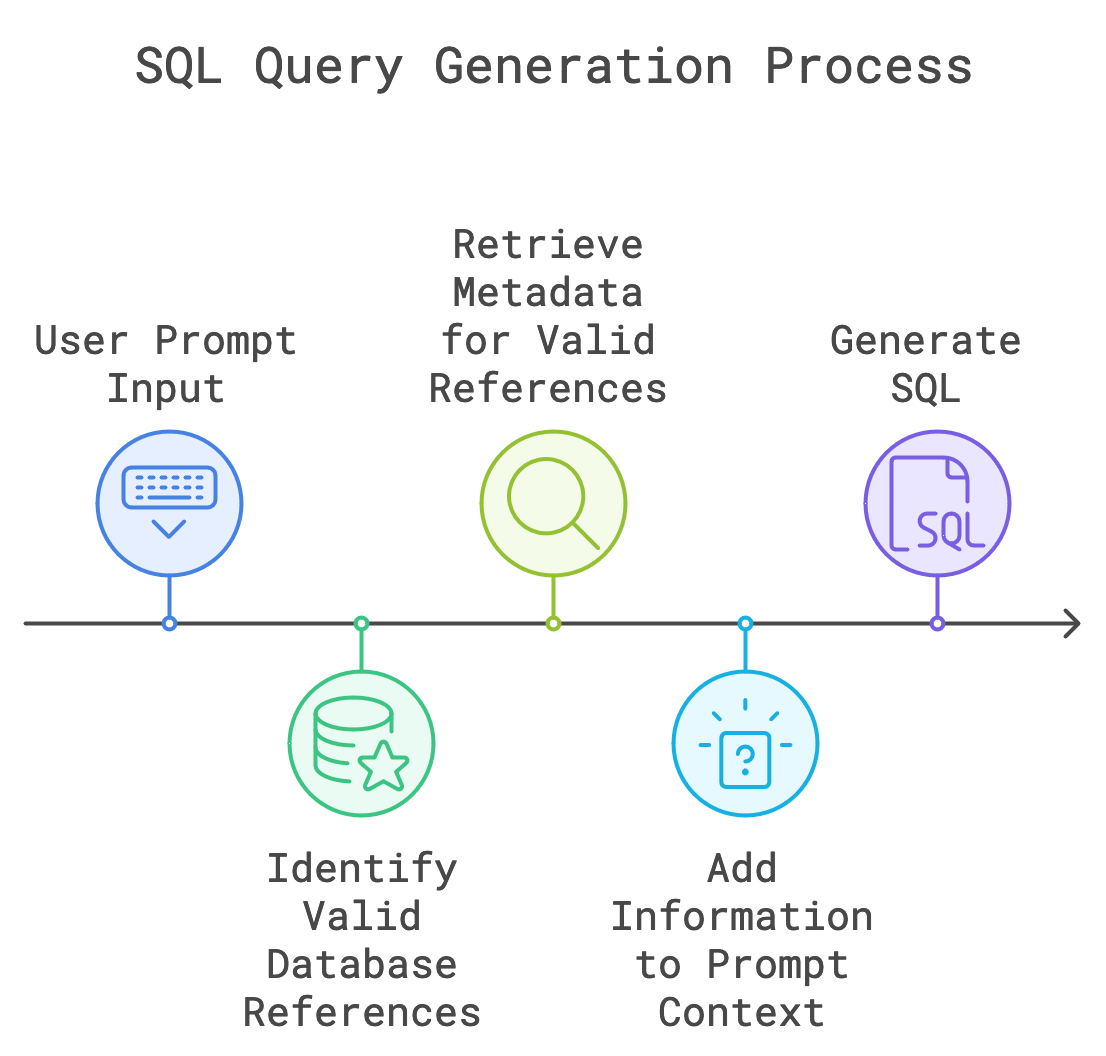 SQL Query Generation Process
User Prompt
Input
Identify
Valid
Database
References
Retrieve
Metadata
for Valid
References
?
Add
Information
to Prompt
Context
Generate
SQL
SQL